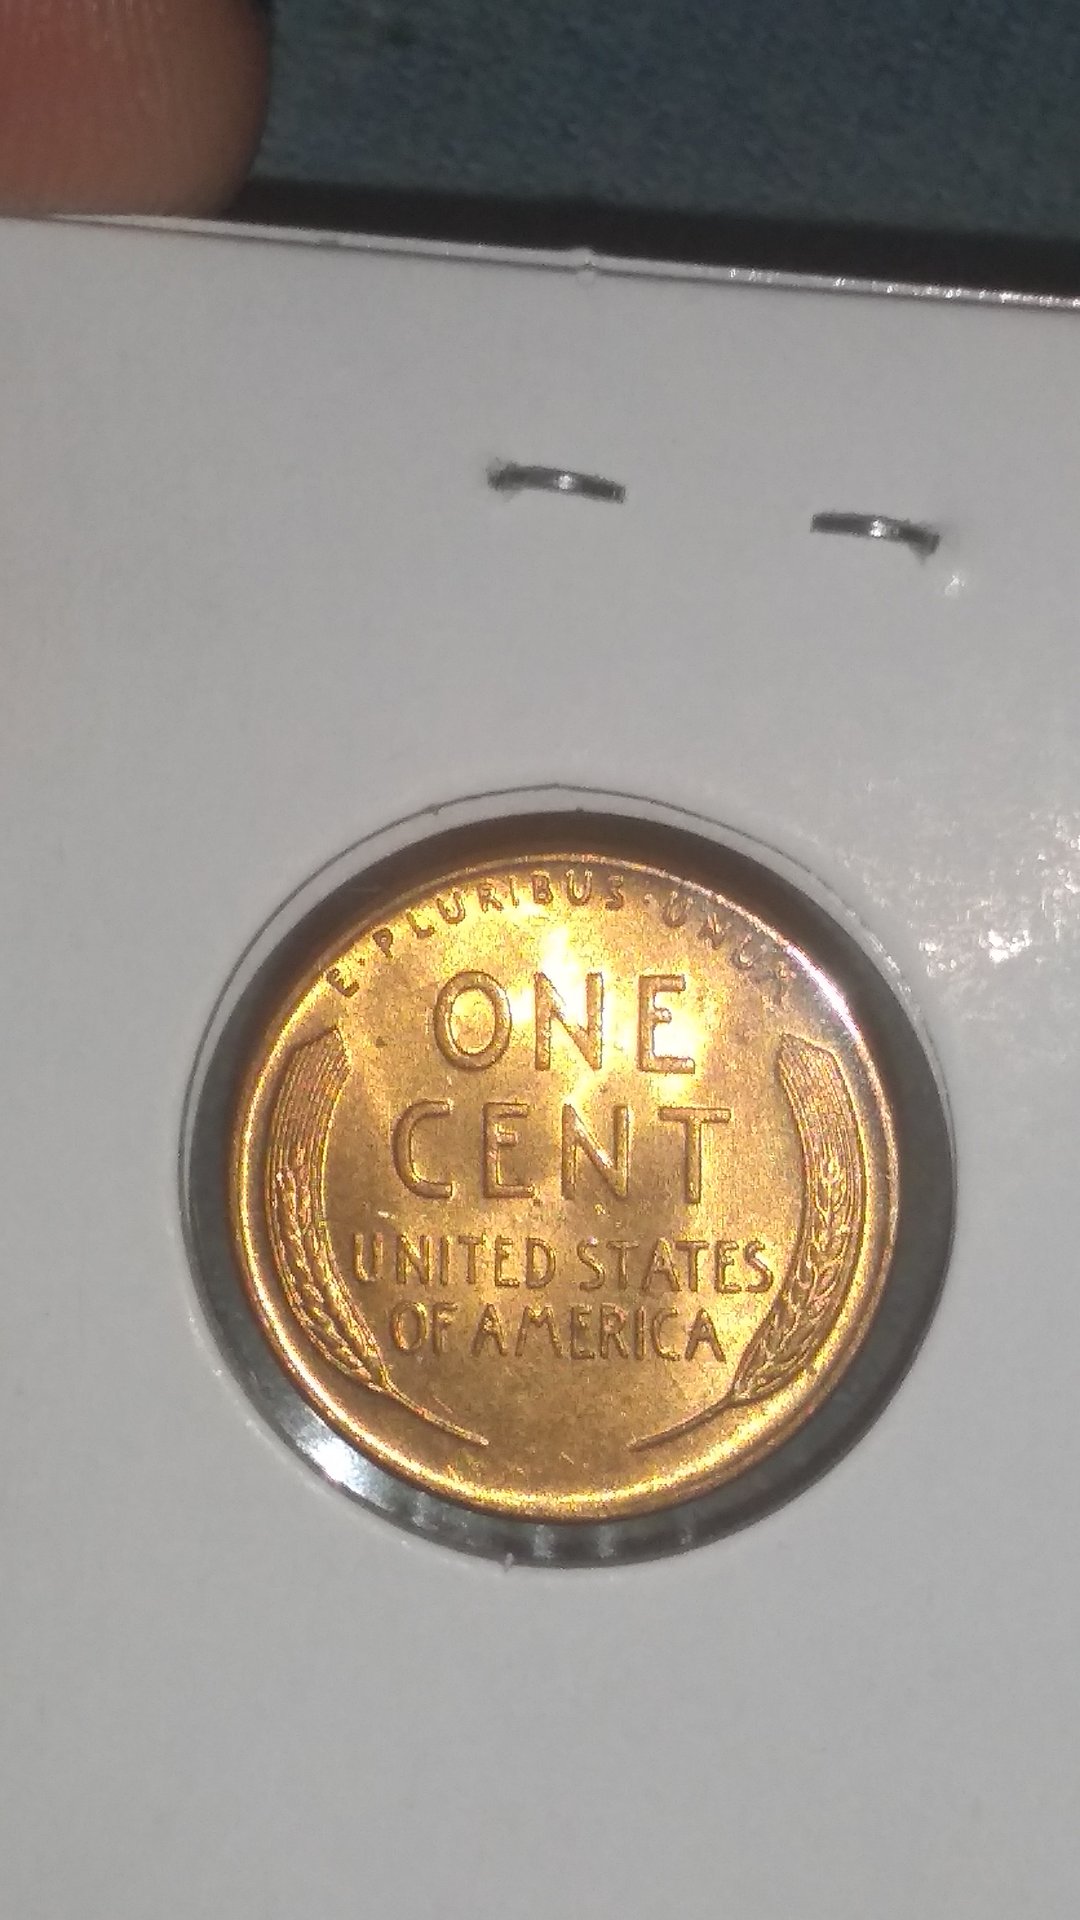 E·PLURIBUS·UNUM
ONE
CENT
UNITED STATES
OF AMERICA